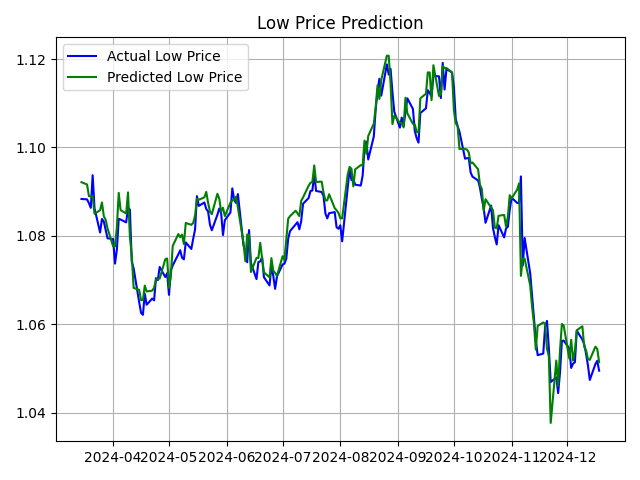 Low Price Prediction
Actual Low Price
Predicted Low Price
1.12
1.10
1.08
1.06
1.04
2024-04 2024-05 2024-06 2024-07 2024-08 2024-09 2024-10 2024-11 2024-12